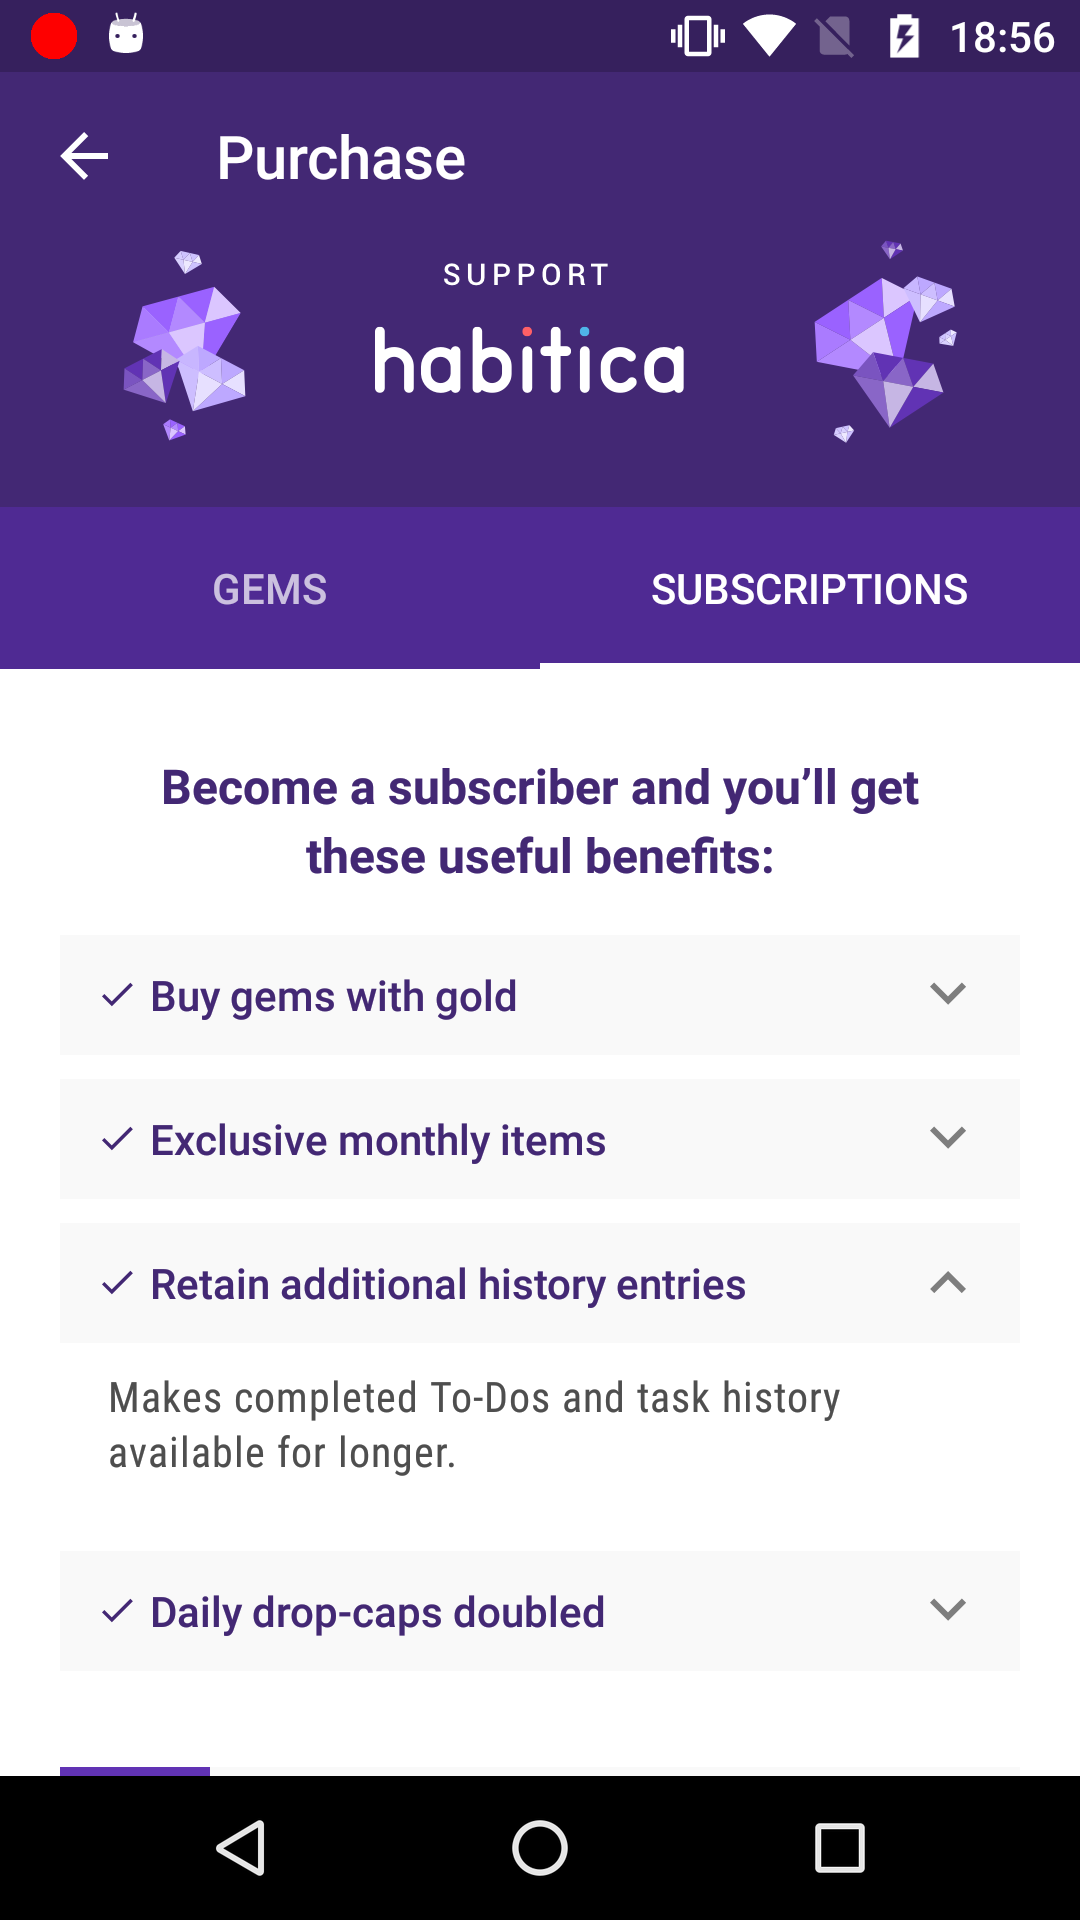 18:56
Purchase
SUPPORT
habitica
GEMS
SUBSCRIPTIONS
Become a subscriber and you’ll get
these useful benefits:
Buy gems with gold
Exclusive monthly items
Retain additional history entries
Makes completed To-Dos and task history
available for longer.
Daily drop-caps doubled